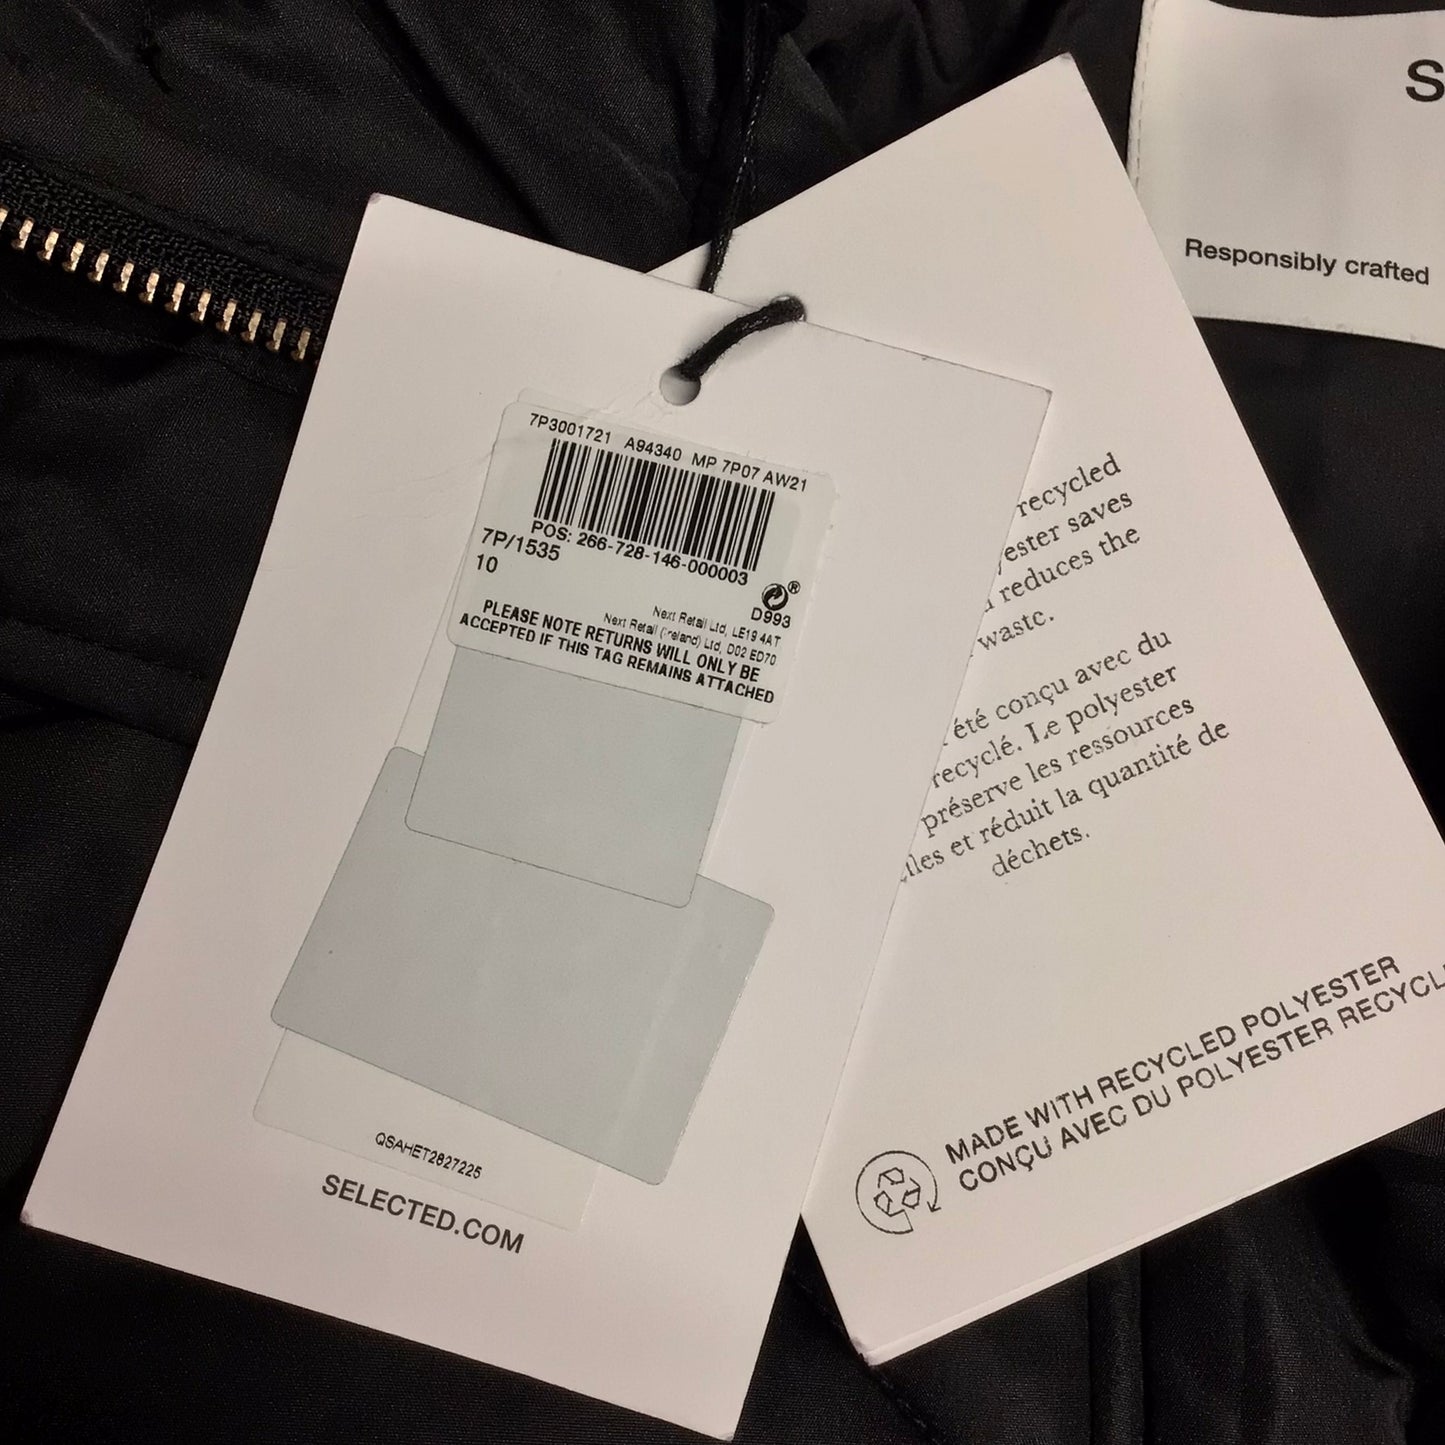 7P3001721 A94340 MP 7P07 AW21
POS: 266-728-146-000003
7P/1535
10
D993
Next Retail Ltd, LE19 4AT
Next Retail (Ireland) Ltd, D02 ED70
PLEASE NOTE RETURNS WILL ONLY BE
ACCEPTED IF THIS TAG REMAINS ATTACHED
QSAHET2827225
SELECTED.COM
recycled
saves
reduces the
waste.
été conçu avec du
recyclé. Le polyester
préserve les ressources
et réduit la quantité de
déchets.
MADE WITH RECYCLED POLYESTER
CONÇU AVEC DU POLYESTER
S
Responsibly crafted